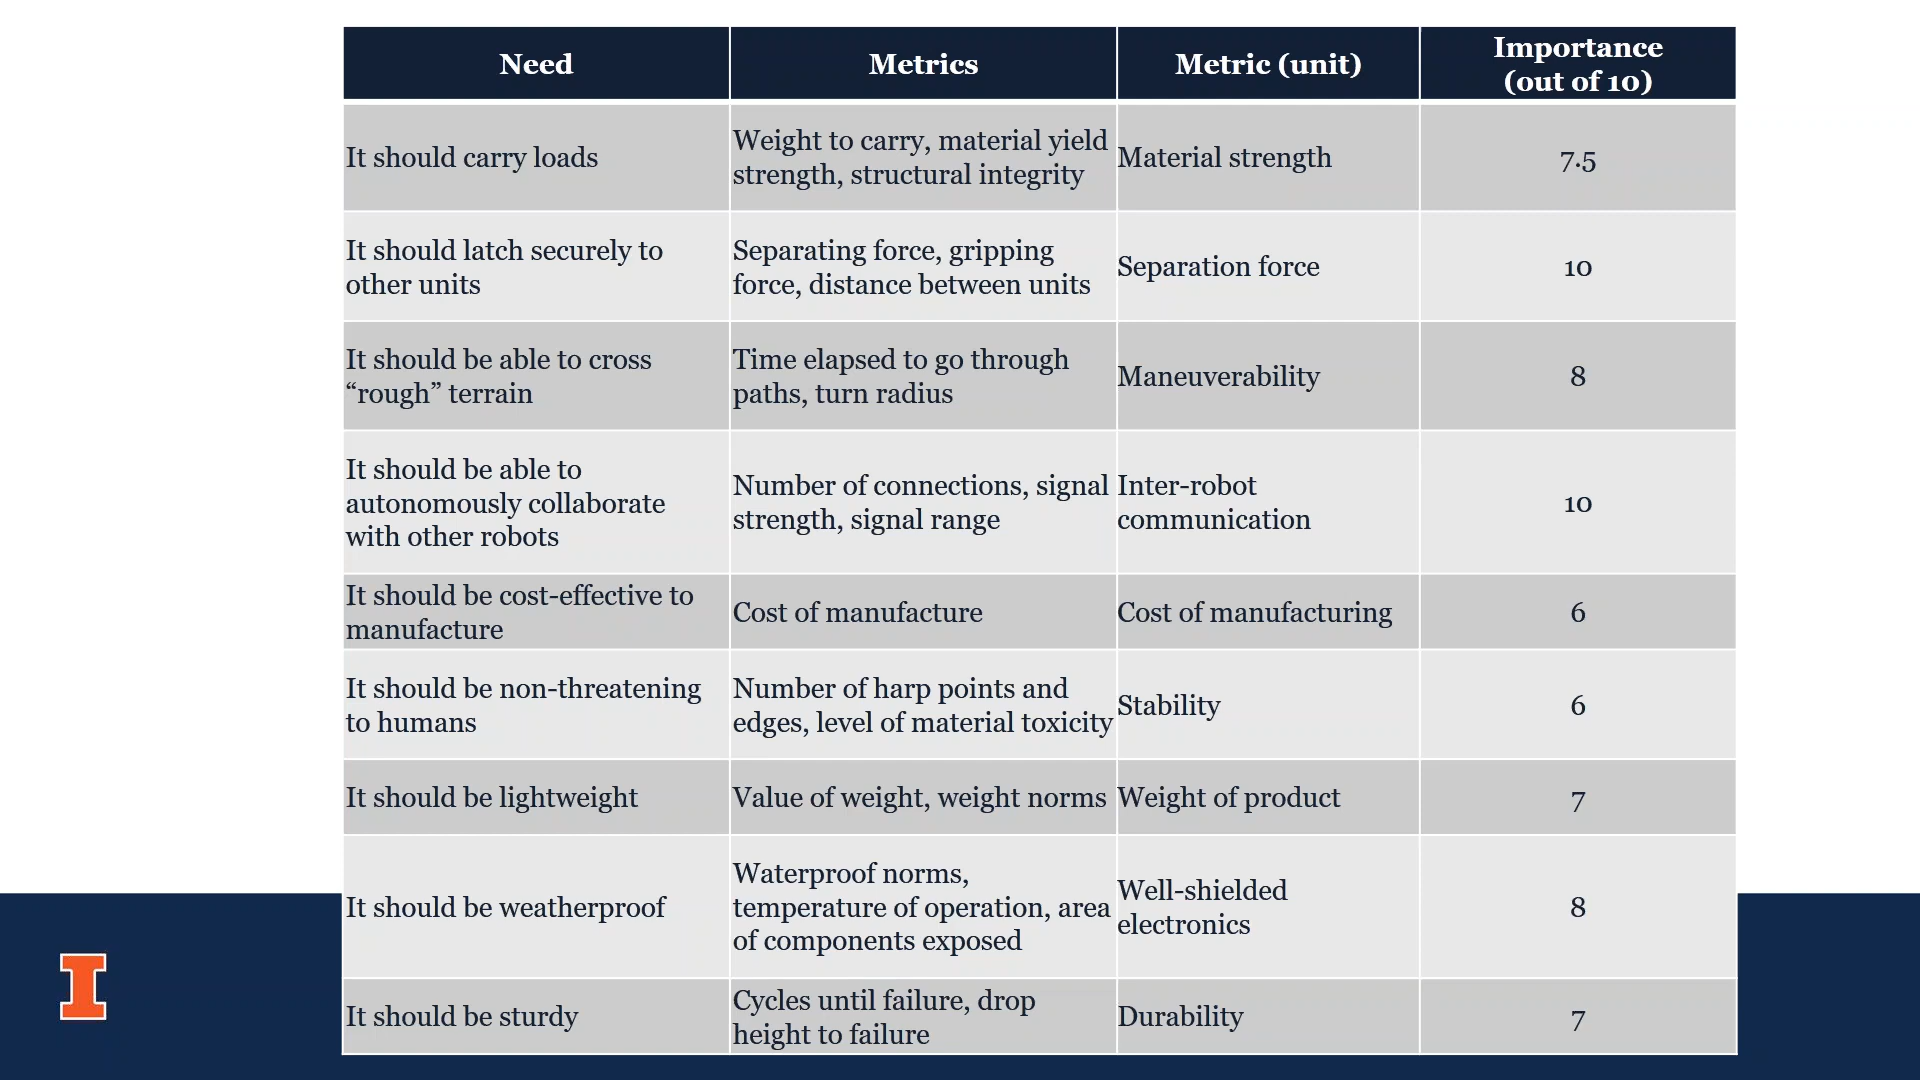 Need
Metrics
Metric (unit)
Importance
(out of 10)
It should carry loads
Weight to carry, material yield
strength, structural integrity
Material strength
7.5
It should latch securely to
other units
Separating force, gripping
force, distance between units
Separation force
10
It should be able to cross
“rough” terrain
Time elapsed to go through
paths, turn radius
Maneuverability
8
It should be able to
autonomously collaborate
with other robots
Number of connections, signal
strength, signal range
Inter-robot
communication
10
It should be cost-effective to
manufacture
Cost of manufacture
Cost of manufacturing
6
It should be non-threatening
to humans
Number of harp points and
edges, level of material toxicity
Stability
6
It should be lightweight
Value of weight, weight norms
Weight of product
7
It should be weatherproof
Waterproof norms,
temperature of operation, area
of components exposed
Well-shielded
electronics
8
It should be sturdy
Cycles until failure, drop
height to failure
Durability
7
I